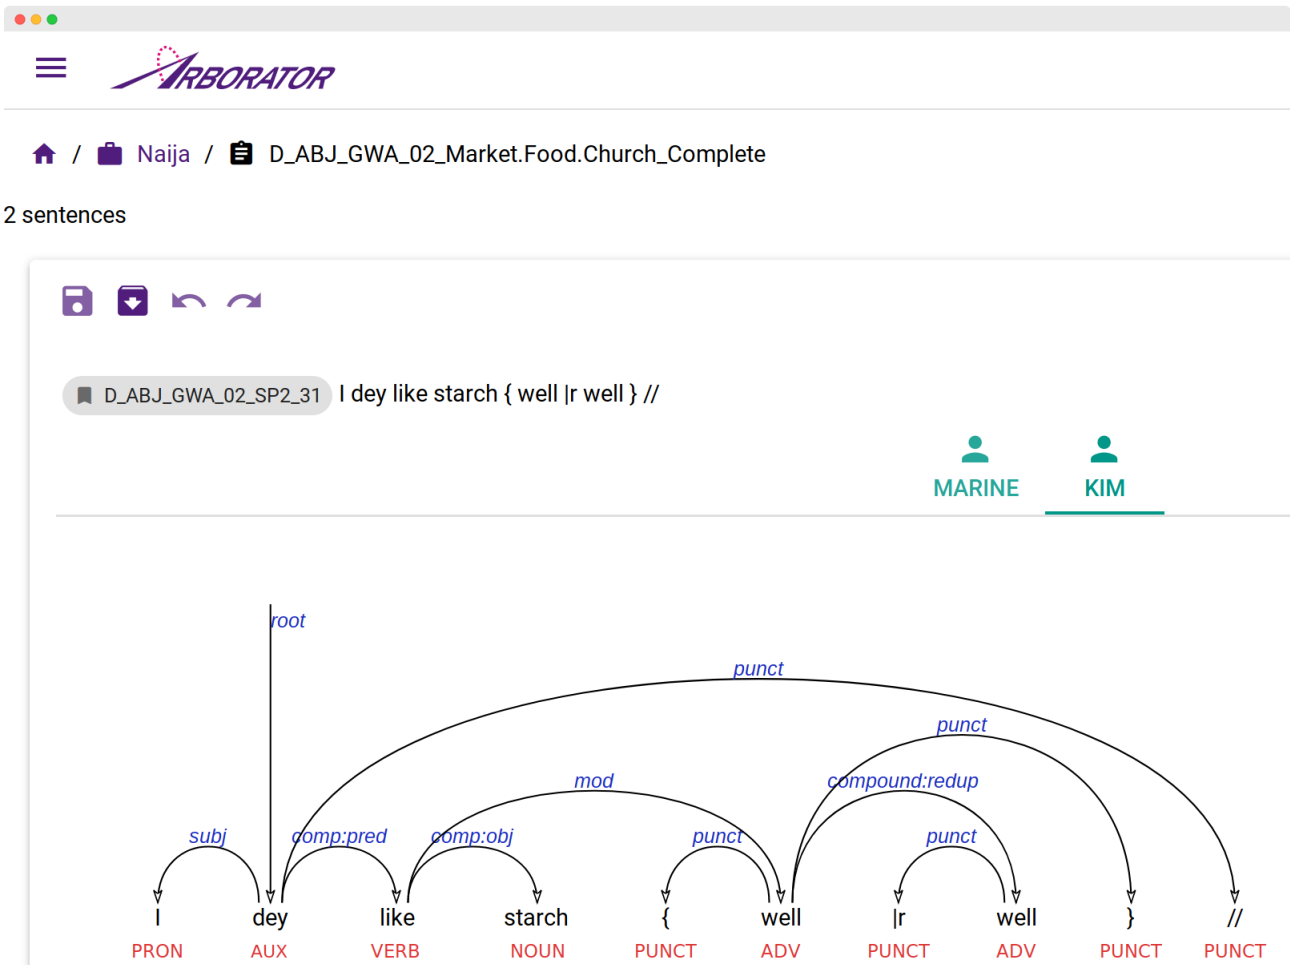 ARBORATOR
/ Naija / D_ABJ_GWA_02_Market.Food.Church_Complete
2 sentences
D_ABJ_GWA_02_SP2_31 I dey like starch { well |r well } //
MARINE KIM
root
punct
punct
mod compound:redup
subj comp:pred comp:obj punct punct
I dey like starch { well |r well } //
PRON AUX VERB NOUN PUNCT ADV PUNCT ADV PUNCT PUNCT